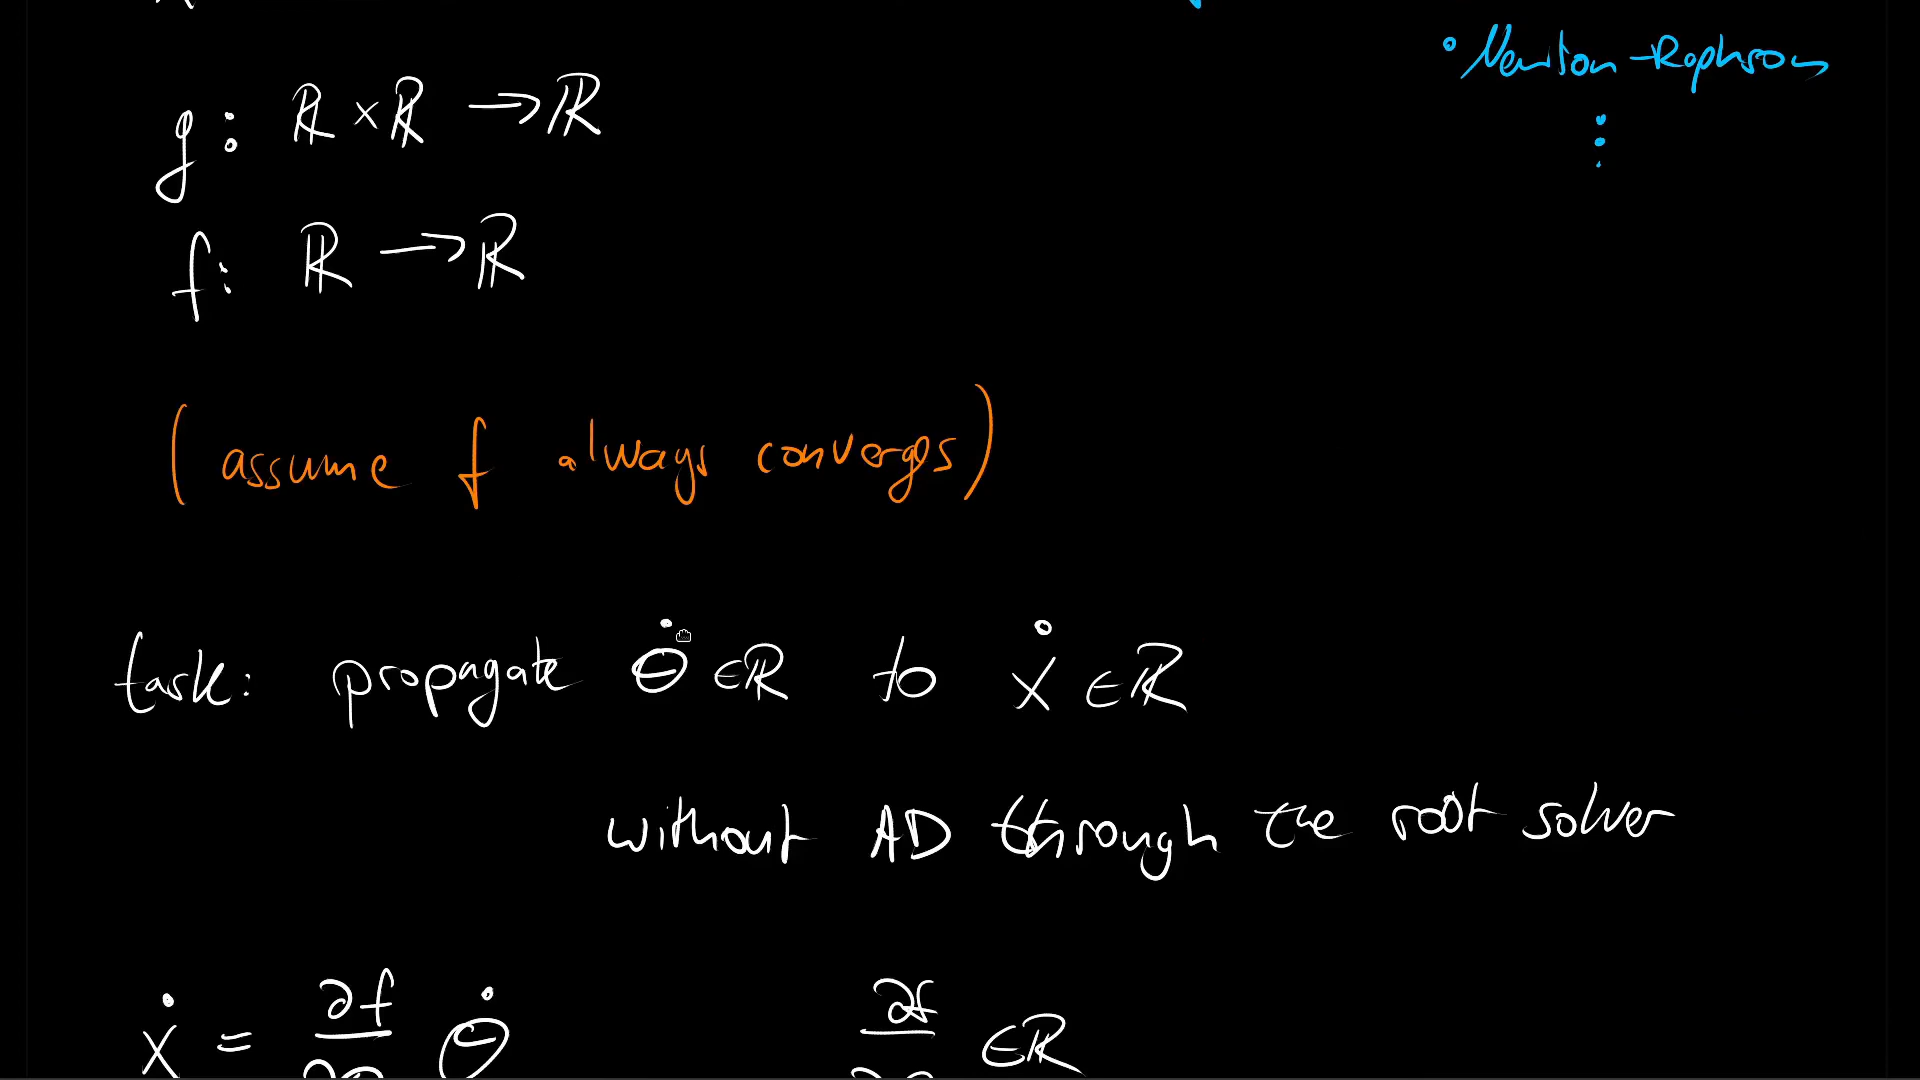 • Newton-Raphson
⋮
g: ℝ × ℝ → ℝ
f: ℝ → ℝ
(assume f always converges)
task: propagate θ̇ ∈ ℝ to ẋ ∈ ℝ
without AD through the root solver
ẋ = ∂f/∂θ θ̇    ∂f/∂θ ∈ ℝ